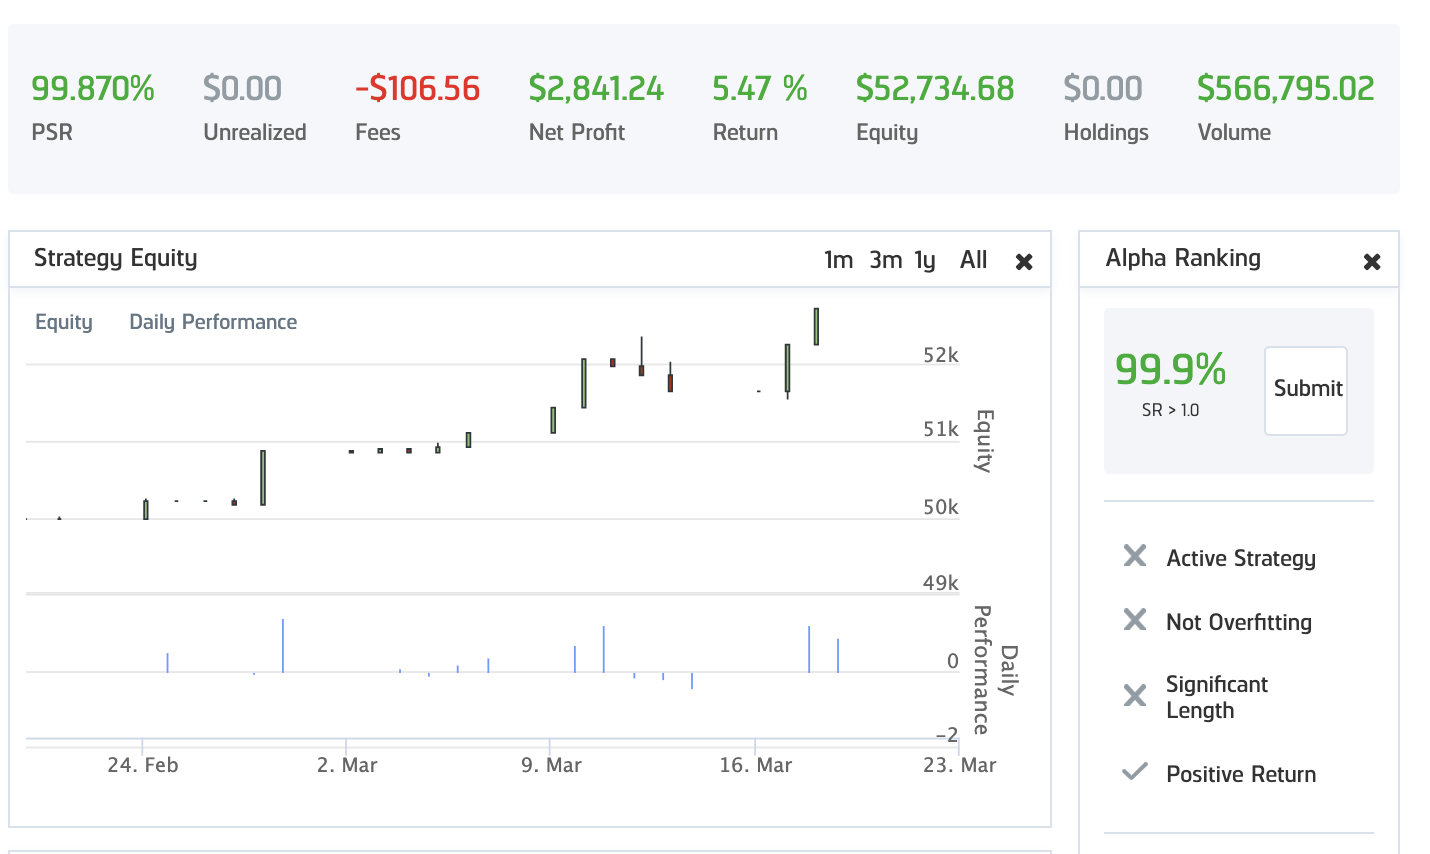 99.870% $0.00 -$106.56 $2,841.24 5.47 % $52,734.68 $0.00 $566,795.02
PSR Unrealized Fees Net Profit Return Equity Holdings Volume
Strategy Equity 1m 3m 1y All ✖
Equity Daily Performance
52k
51k
50k
49k
Equity
0
-2
Daily
Performance
24. Feb 2. Mar 9. Mar 16. Mar 23. Mar
Alpha Ranking ✖
99.9%
SR > 1.0
Submit
Active Strategy
Not Overfitting
Significant
Length
Positive Return